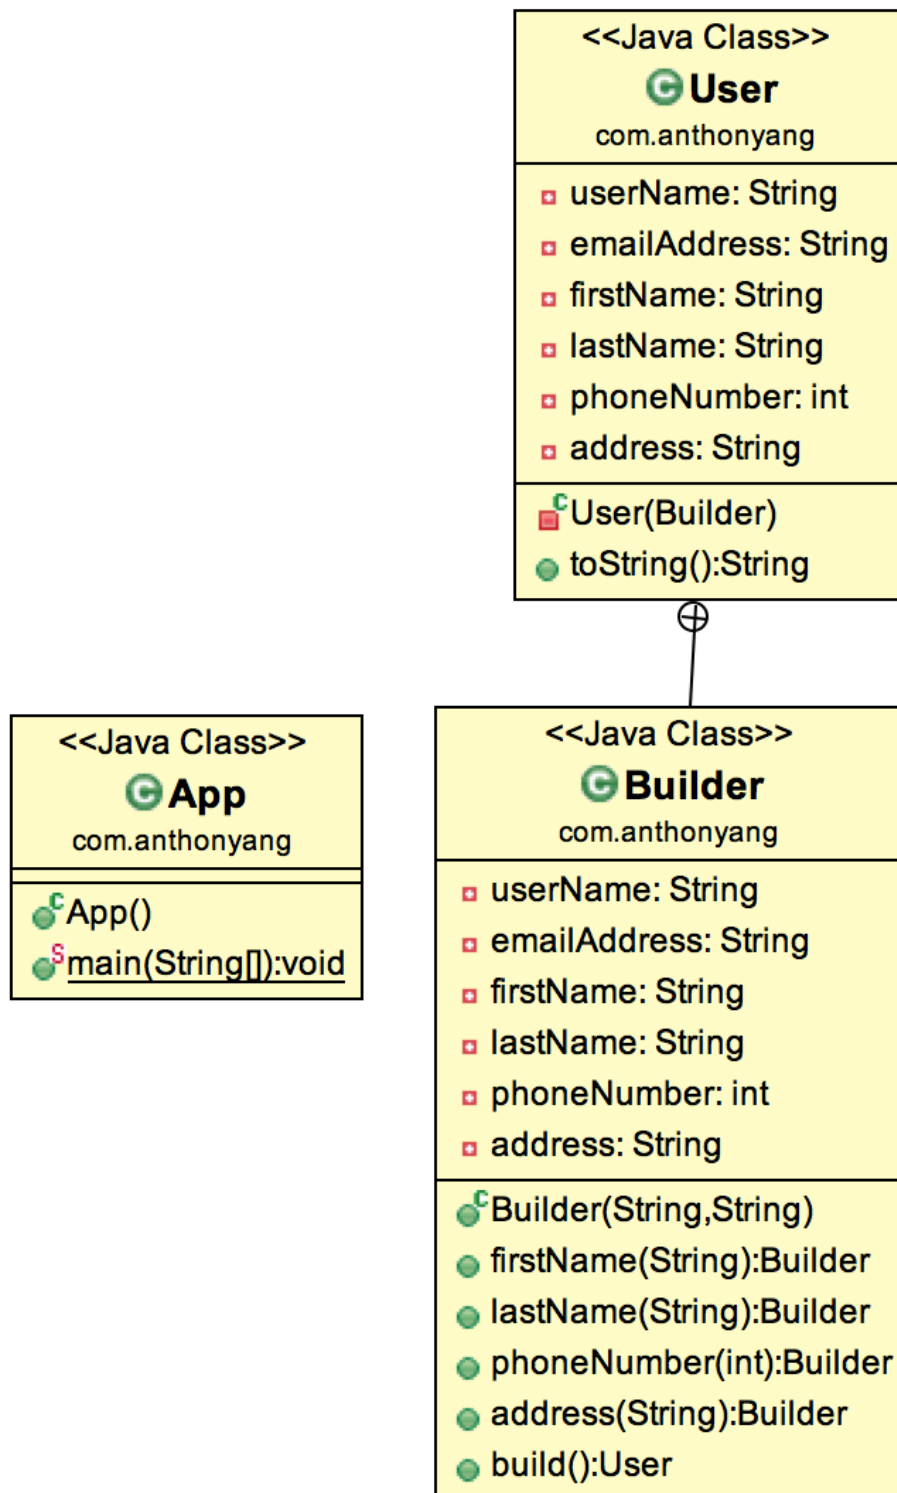 <<Java Class>>
C User
com.anthonyang
userName: String
emailAddress: String
firstName: String
lastName: String
phoneNumber: int
address: String
C User(Builder)
toString():String
<<Java Class>>
C App
com.anthonyang
C App()
S main(String[]):void
<<Java Class>>
C Builder
com.anthonyang
userName: String
emailAddress: String
firstName: String
lastName: String
phoneNumber: int
address: String
C Builder(String,String)
firstName(String):Builder
lastName(String):Builder
phoneNumber(int):Builder
address(String):Builder
build():User